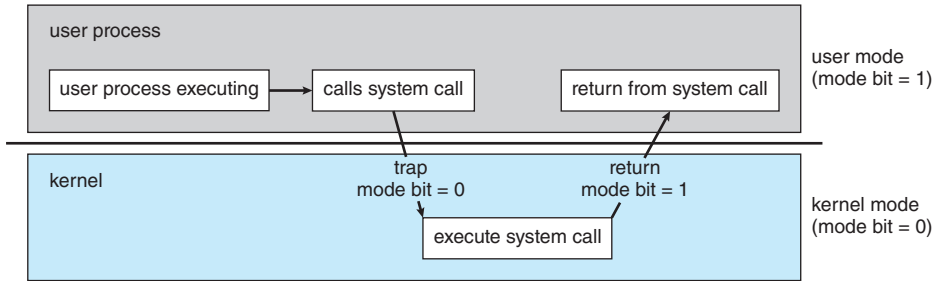 user process
user process executing
calls system call
return from system call
user mode
(mode bit = 1)
kernel
trap
mode bit = 0
return
mode bit = 1
execute system call
kernel mode
(mode bit = 0)